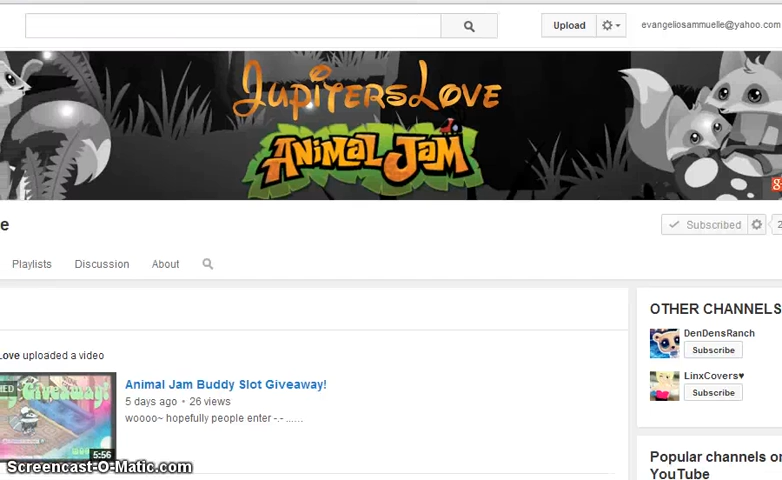 Upload
evangeliosammuelle@yahoo.com
JupitersLove
Animal Jam
e
Subscribed
2
Playlists
Discussion
About
OTHER CHANNELS
DenDensRanch
Subscribe
LinxCovers♥
Subscribe
Love uploaded a video
Giveaway!
5:56
Animal Jam Buddy Slot Giveaway!
5 days ago • 26 views
woooo~ hopefully people enter -.- ......
Popular channels on
YouTube
Screencast-O-Matic.com